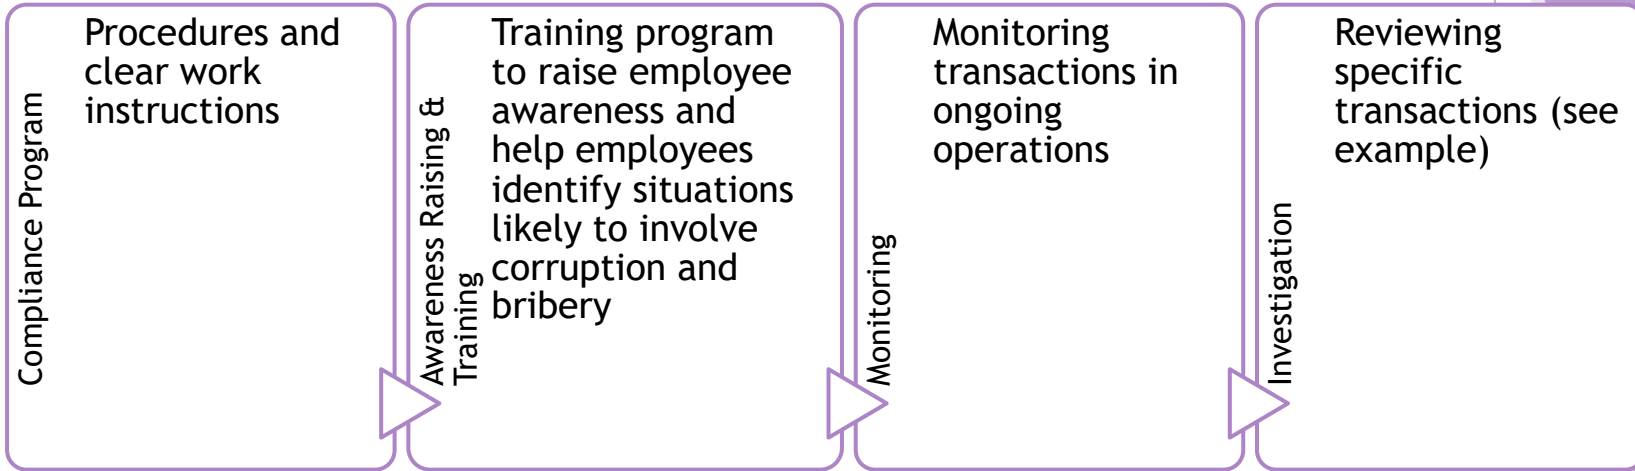 Compliance Program
Procedures and
clear work
instructions
Awareness Raising &
Training
Training program
to raise employee
awareness and
help employees
identify situations
likely to involve
corruption and
bribery
Monitoring
Monitoring
transactions in
ongoing
operations
Investigation
Reviewing
specific
transactions (see
example)